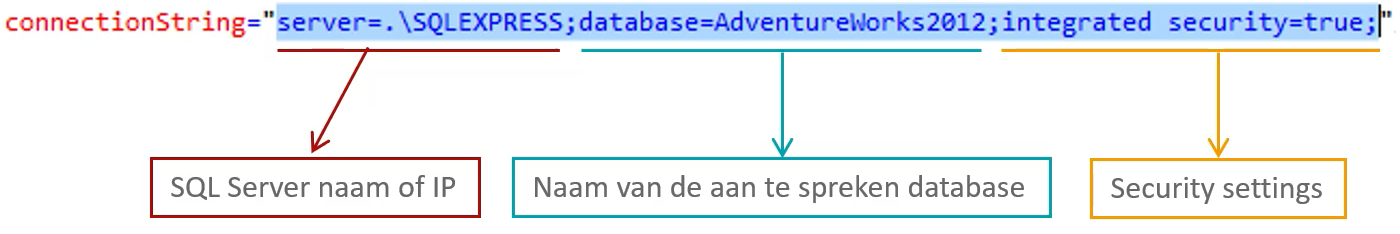 connectionString="server=.\SQLEXPRESS;database=AdventureWorks2012;integrated security=true;"
SQL Server naam of IP
Naam van de aan te spreken database
Security settings